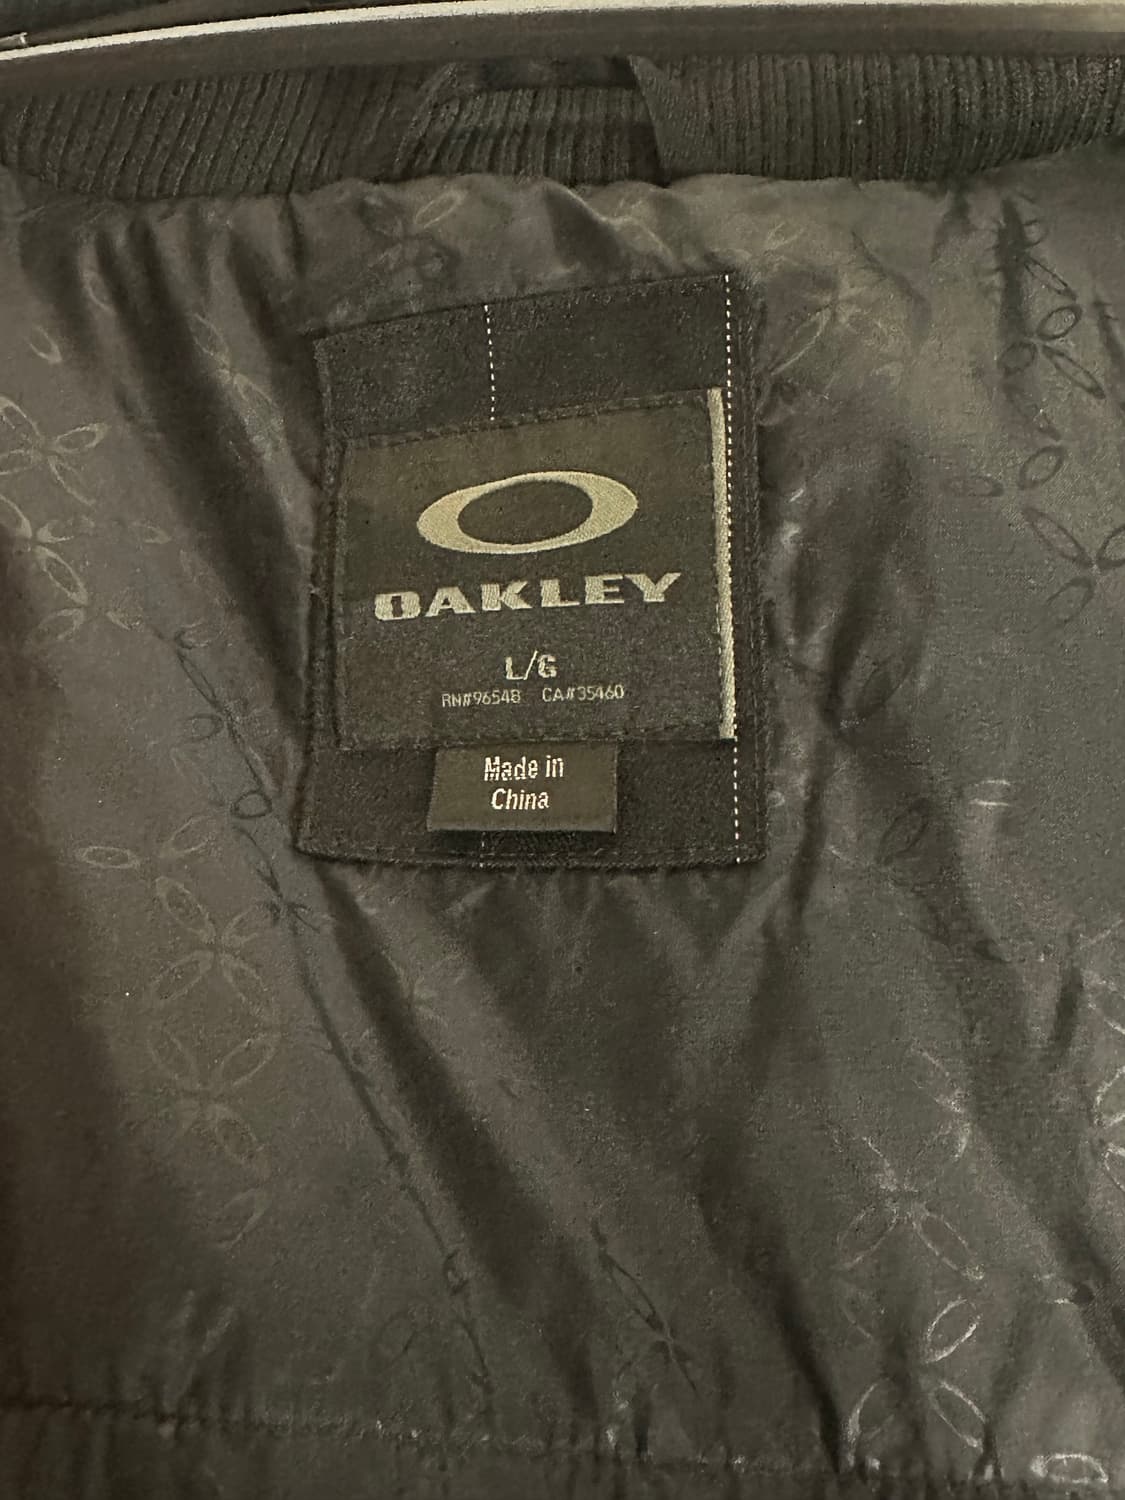 OAKLEY
L/G
RN#96548 CA#35460
Made in
China